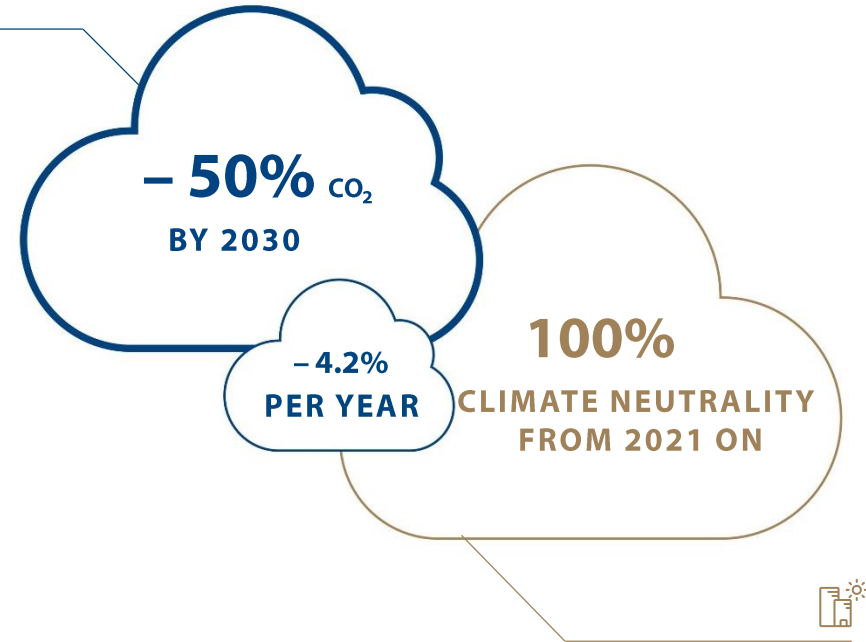 – 50% CO₂
BY 2030
– 4.2%
PER YEAR
100%
CLIMATE NEUTRALITY
FROM 2021 ON